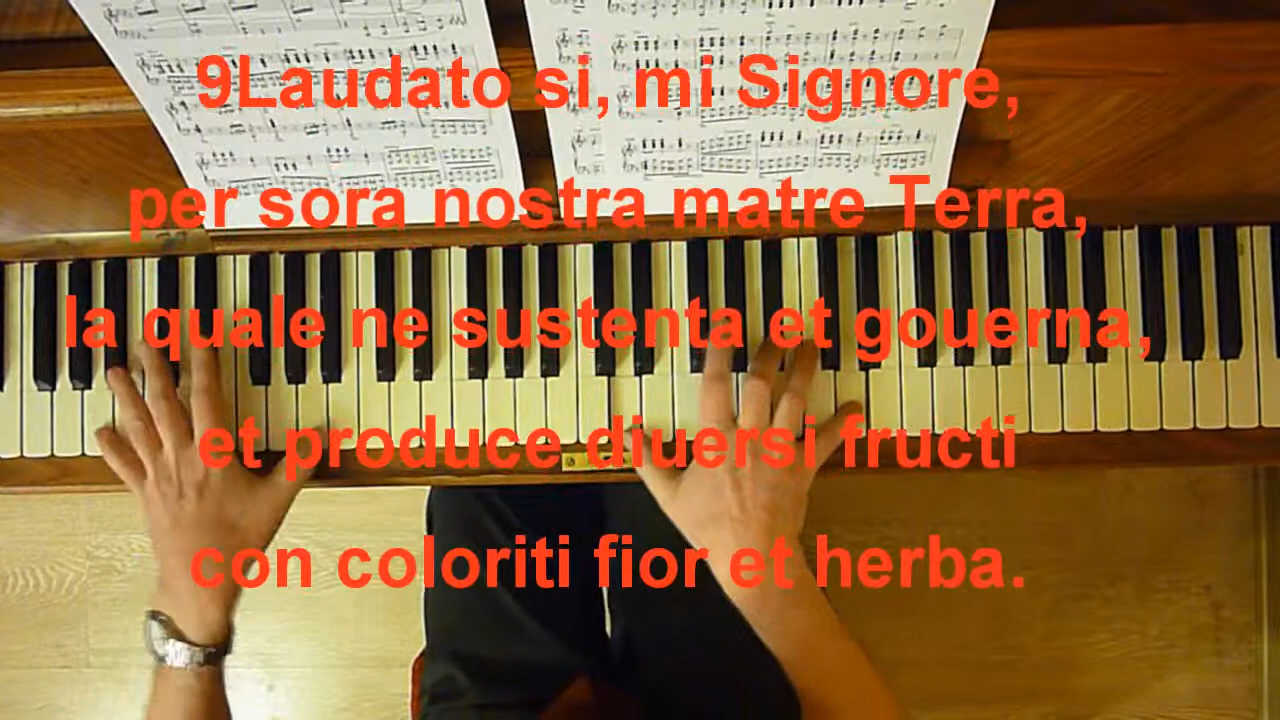 9Laudato si, mi Signore,
per sora nostra matre Terra,
la quale ne sustenta et gouerna,
et produce diuersi fructi
con coloriti fior et herba.